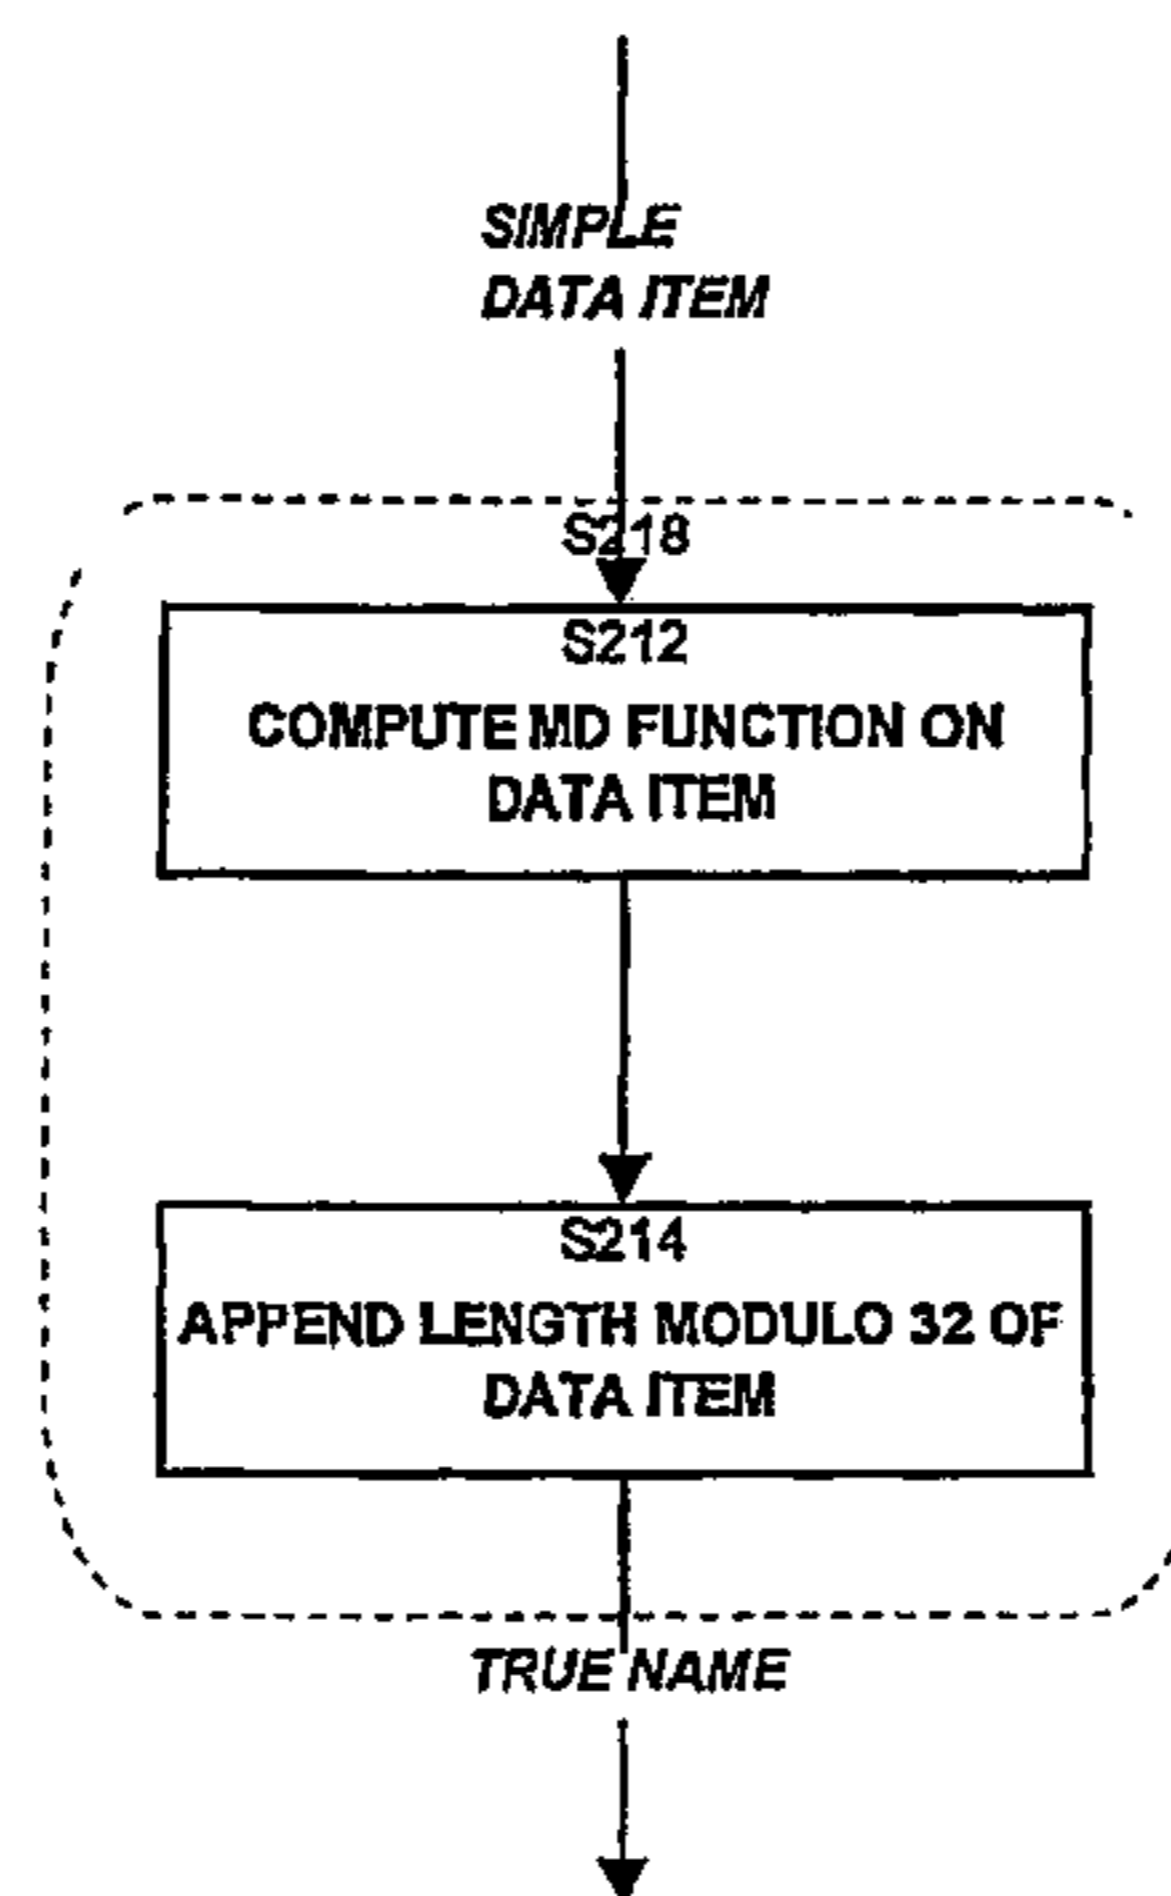 SIMPLE
DATA ITEM
S218
S212
COMPUTE MD FUNCTION ON
DATA ITEM
S214
APPEND LENGTH MODULO 32 OF
DATA ITEM
TRUE NAME